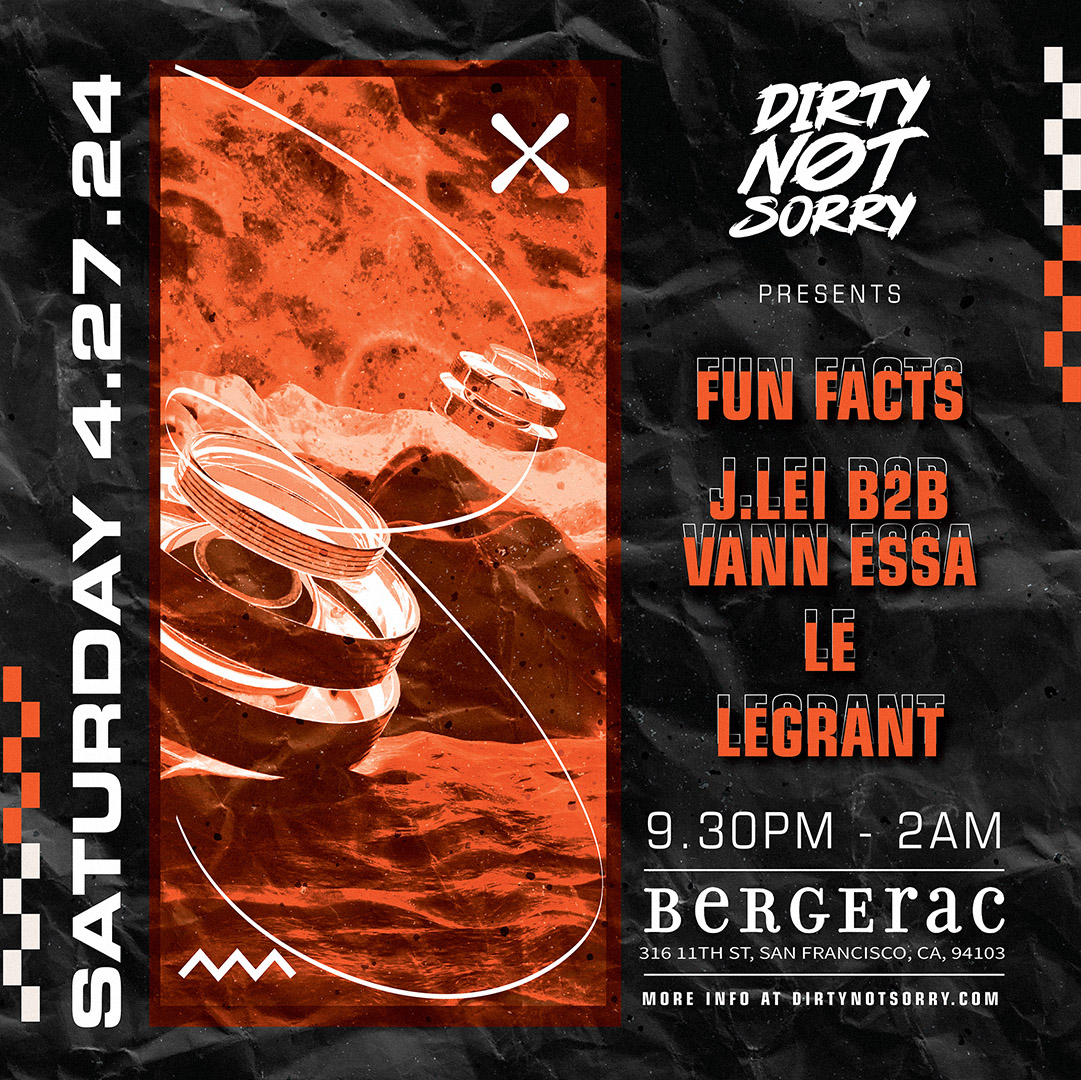 SATURDAY 4.27.24
DIRTY
NØT
SORRY
PRESENTS
FUN FACTS
J.LEI B2B
VANN ESSA
LE
LEGRANT
9.30PM - 2AM
BeRGErac
316 11TH ST, SAN FRANCISCO, CA, 94103
MORE INFO AT DIRTYNOTSORRY.COM